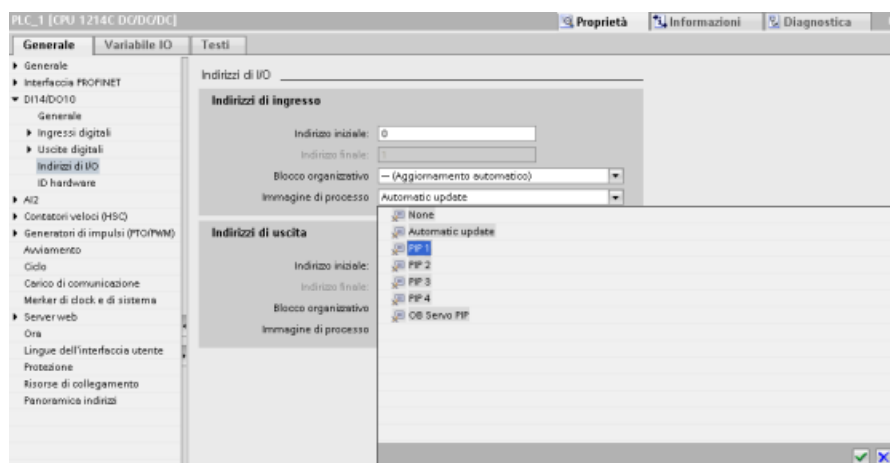 PLC_1 [CPU 1214C DC/DC/DC]
Proprietà Informazioni Diagnostica
Generale Variabile IO Testi
Generale
Interfaccia PROFINET
DI14/DO10
Generale
Ingressi digitali
Uscite digitali
Indirizzi di I/O
ID hardware
AI2
Contatori veloci (HSC)
Generatori di impulsi (PTO/PWM)
Avviamento
Ciclo
Carico di comunicazione
Merker di clock e di sistema
Server web
Ora
Lingue dell'interfaccia utente
Protezione
Risorse di collegamento
Panoramica indirizzi
Indirizzi di I/O
Indirizzi di ingresso
Indirizzo iniziale: 0
Indirizzo finale: 1
Blocco organizzativo --- (Aggiornamento automatico)
Immagine di processo Automatic update
None
Automatic update
PIP 1
PIP 2
PIP 3
PIP 4
OB Servo PIP
Indirizzi di uscita
Indirizzo iniziale:
Indirizzo finale:
Blocco organizzativo
Immagine di processo